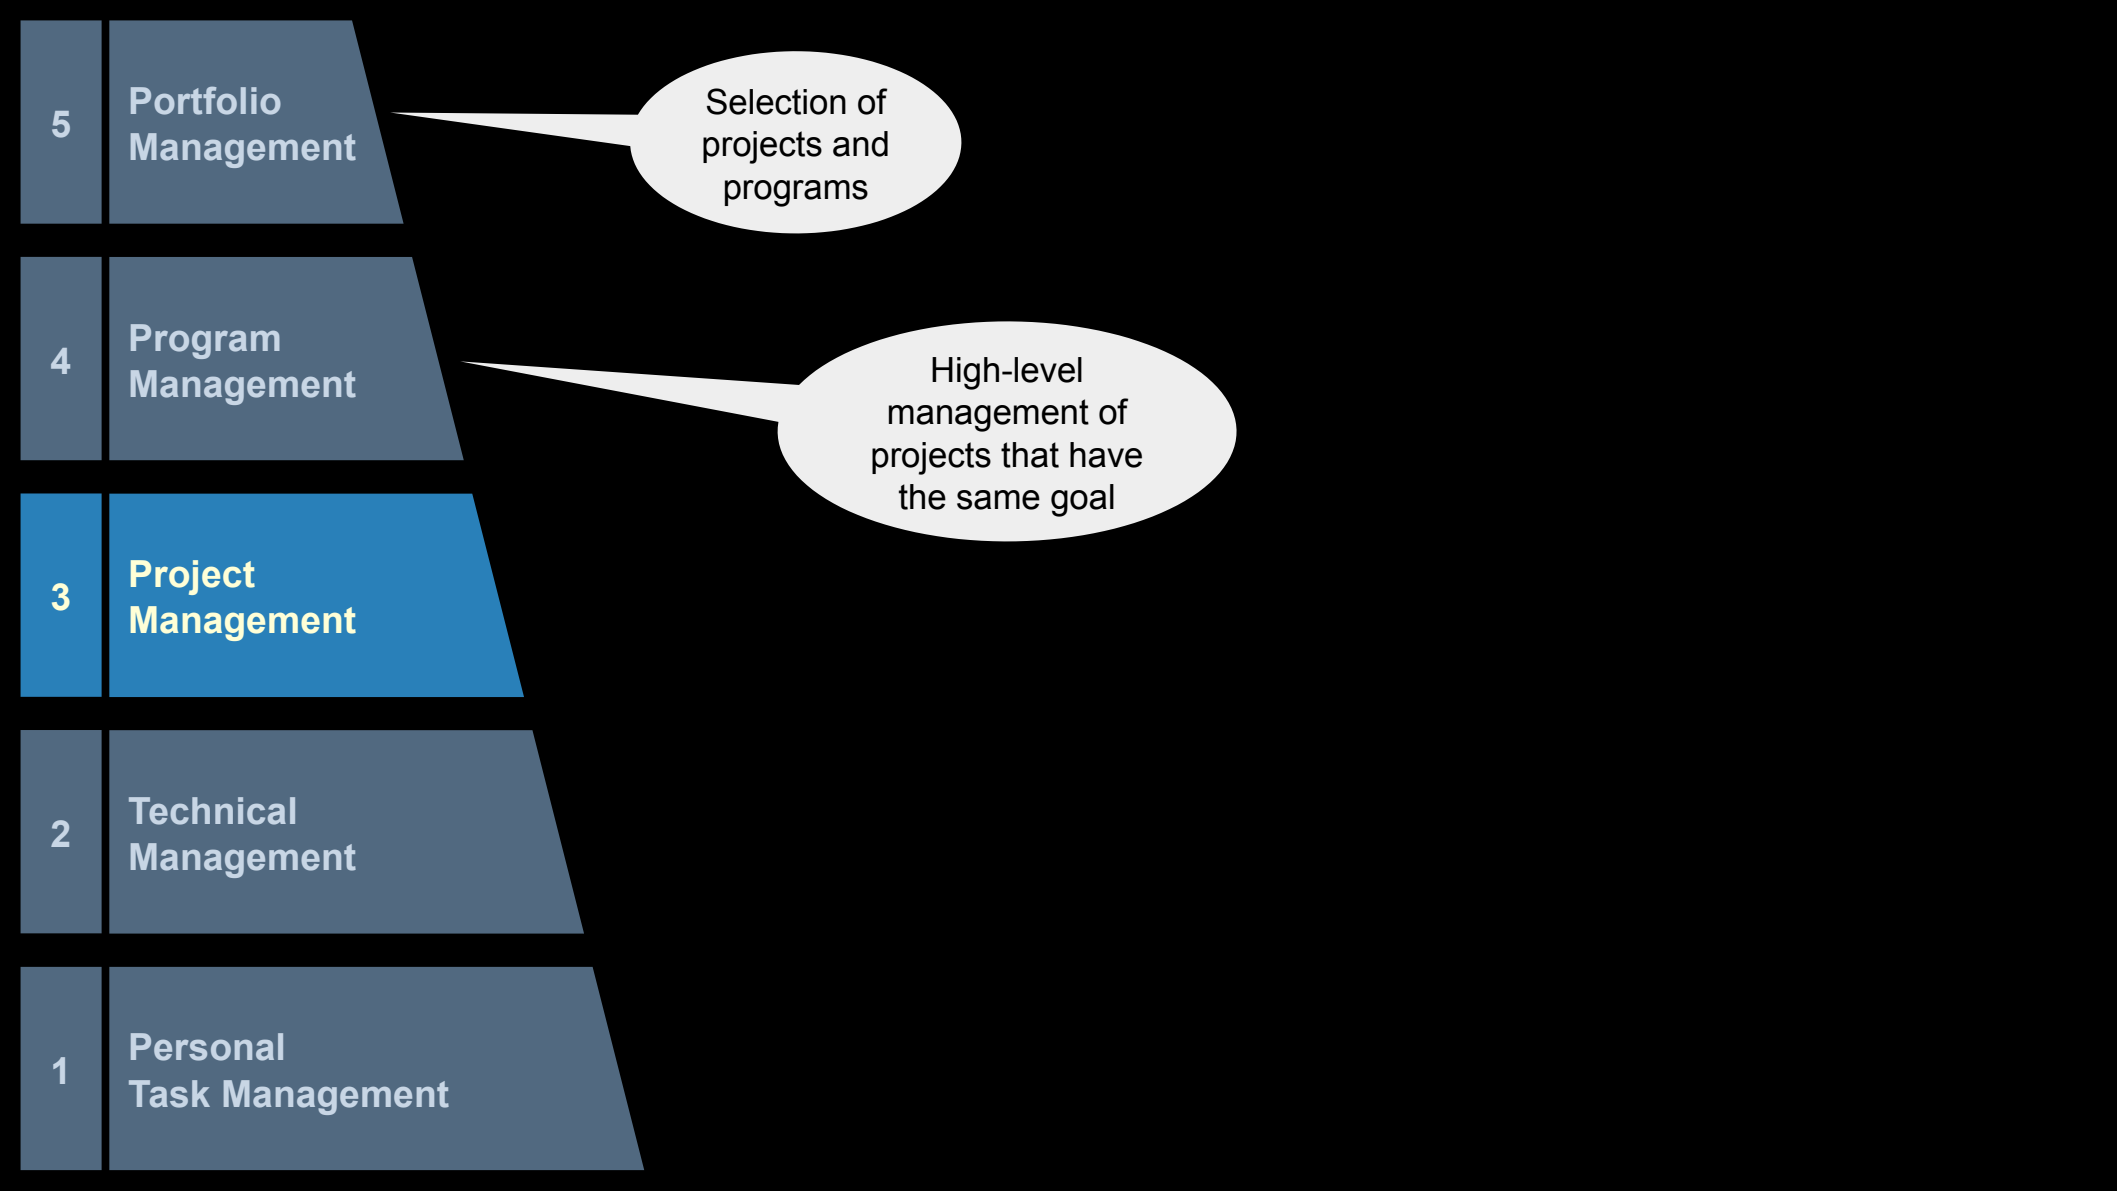 5
Portfolio
Management
Selection of
projects and
programs
4
Program
Management
High-level
management of
projects that have
the same goal
3
Project
Management
2
Technical
Management
1
Personal
Task Management